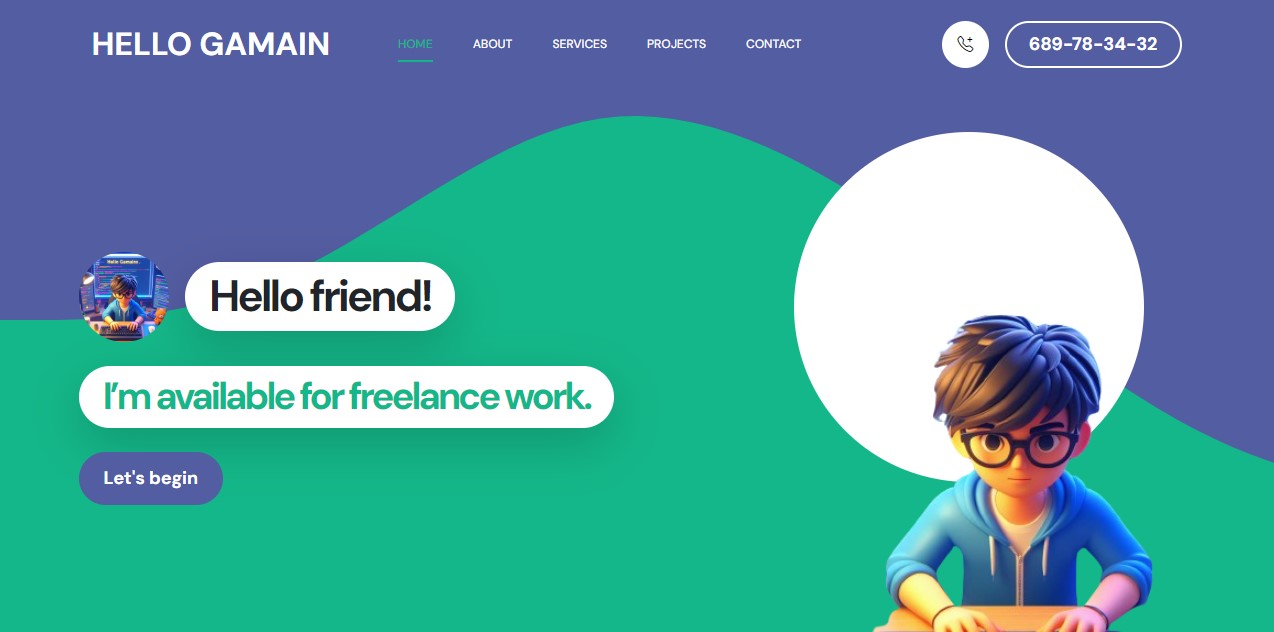 HELLO GAMAIN
HOME ABOUT SERVICES PROJECTS CONTACT
689-78-34-32
Hello Gamains
Hello friend!
I'm available for freelance work.
Let's begin